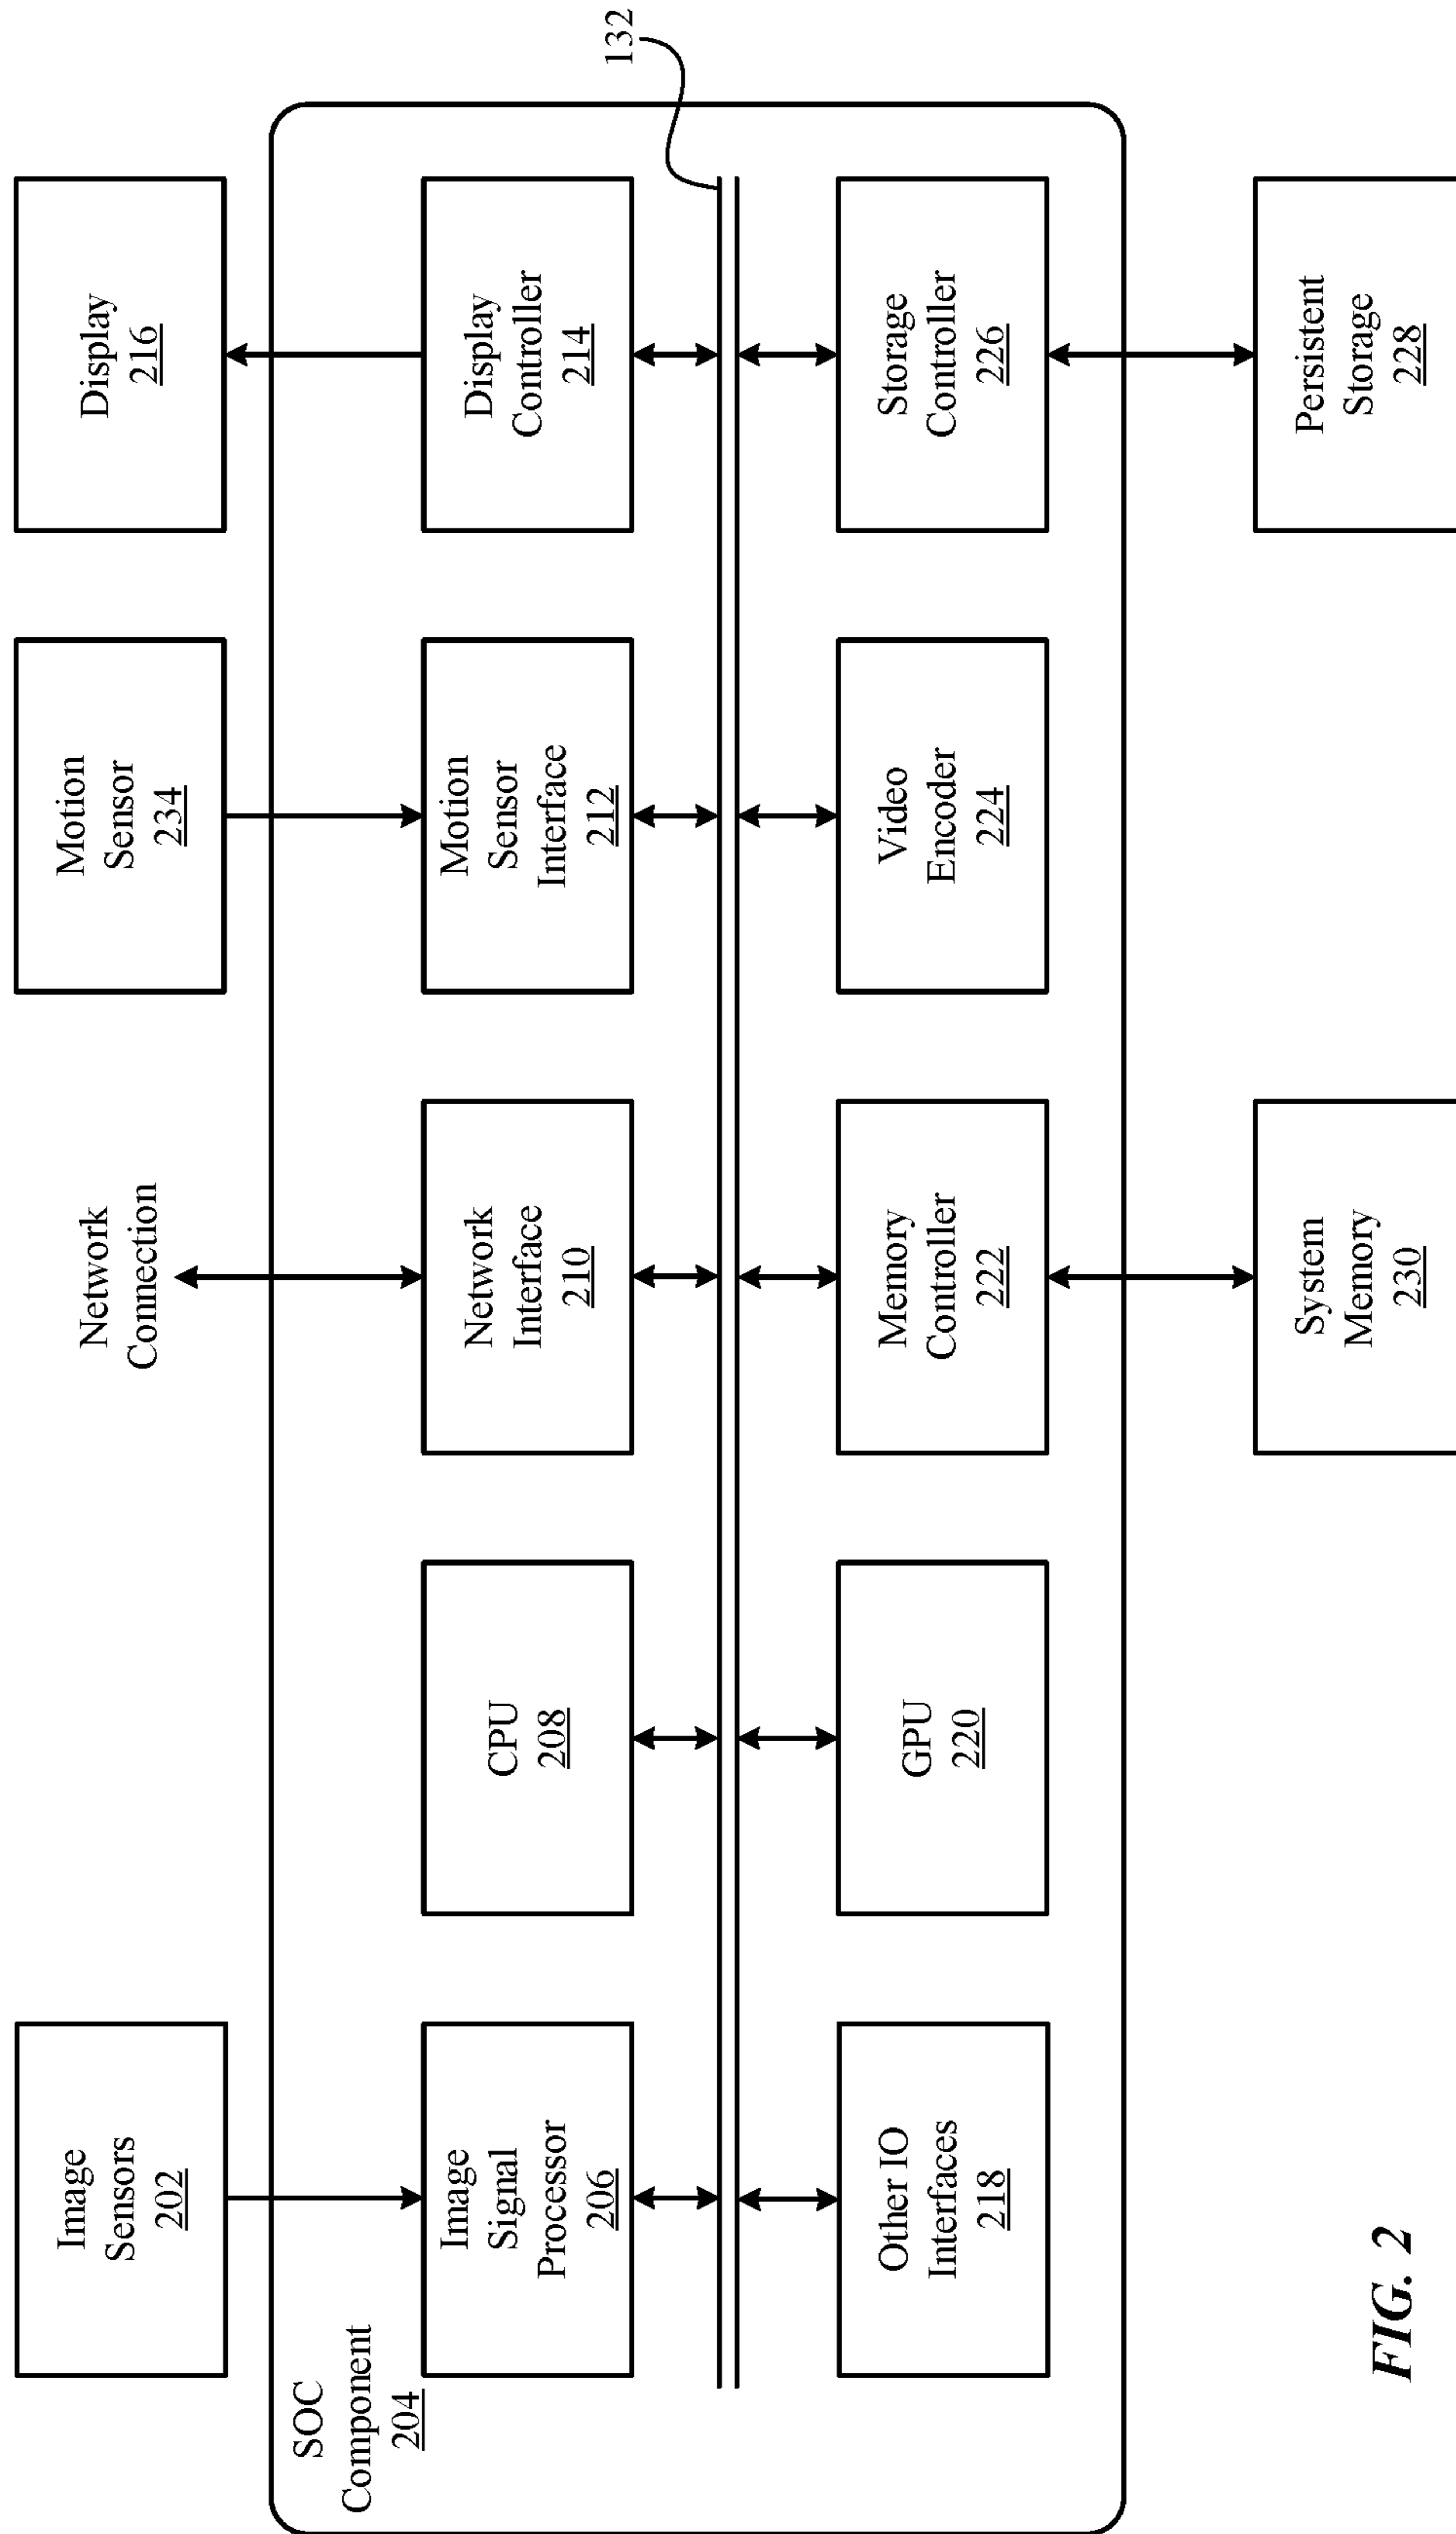 Image
Sensors
202
Network
Connection
Motion
Sensor
234
Display
216
SOC
Component
204
Image
Signal
Processor
206
CPU
208
Network
Interface
210
Motion
Sensor
Interface
212
Display
Controller
214
132
Other IO
Interfaces
218
GPU
220
Memory
Controller
222
Video
Encoder
224
Storage
Controller
226
System
Memory
230
Persistent
Storage
228
FIG. 2